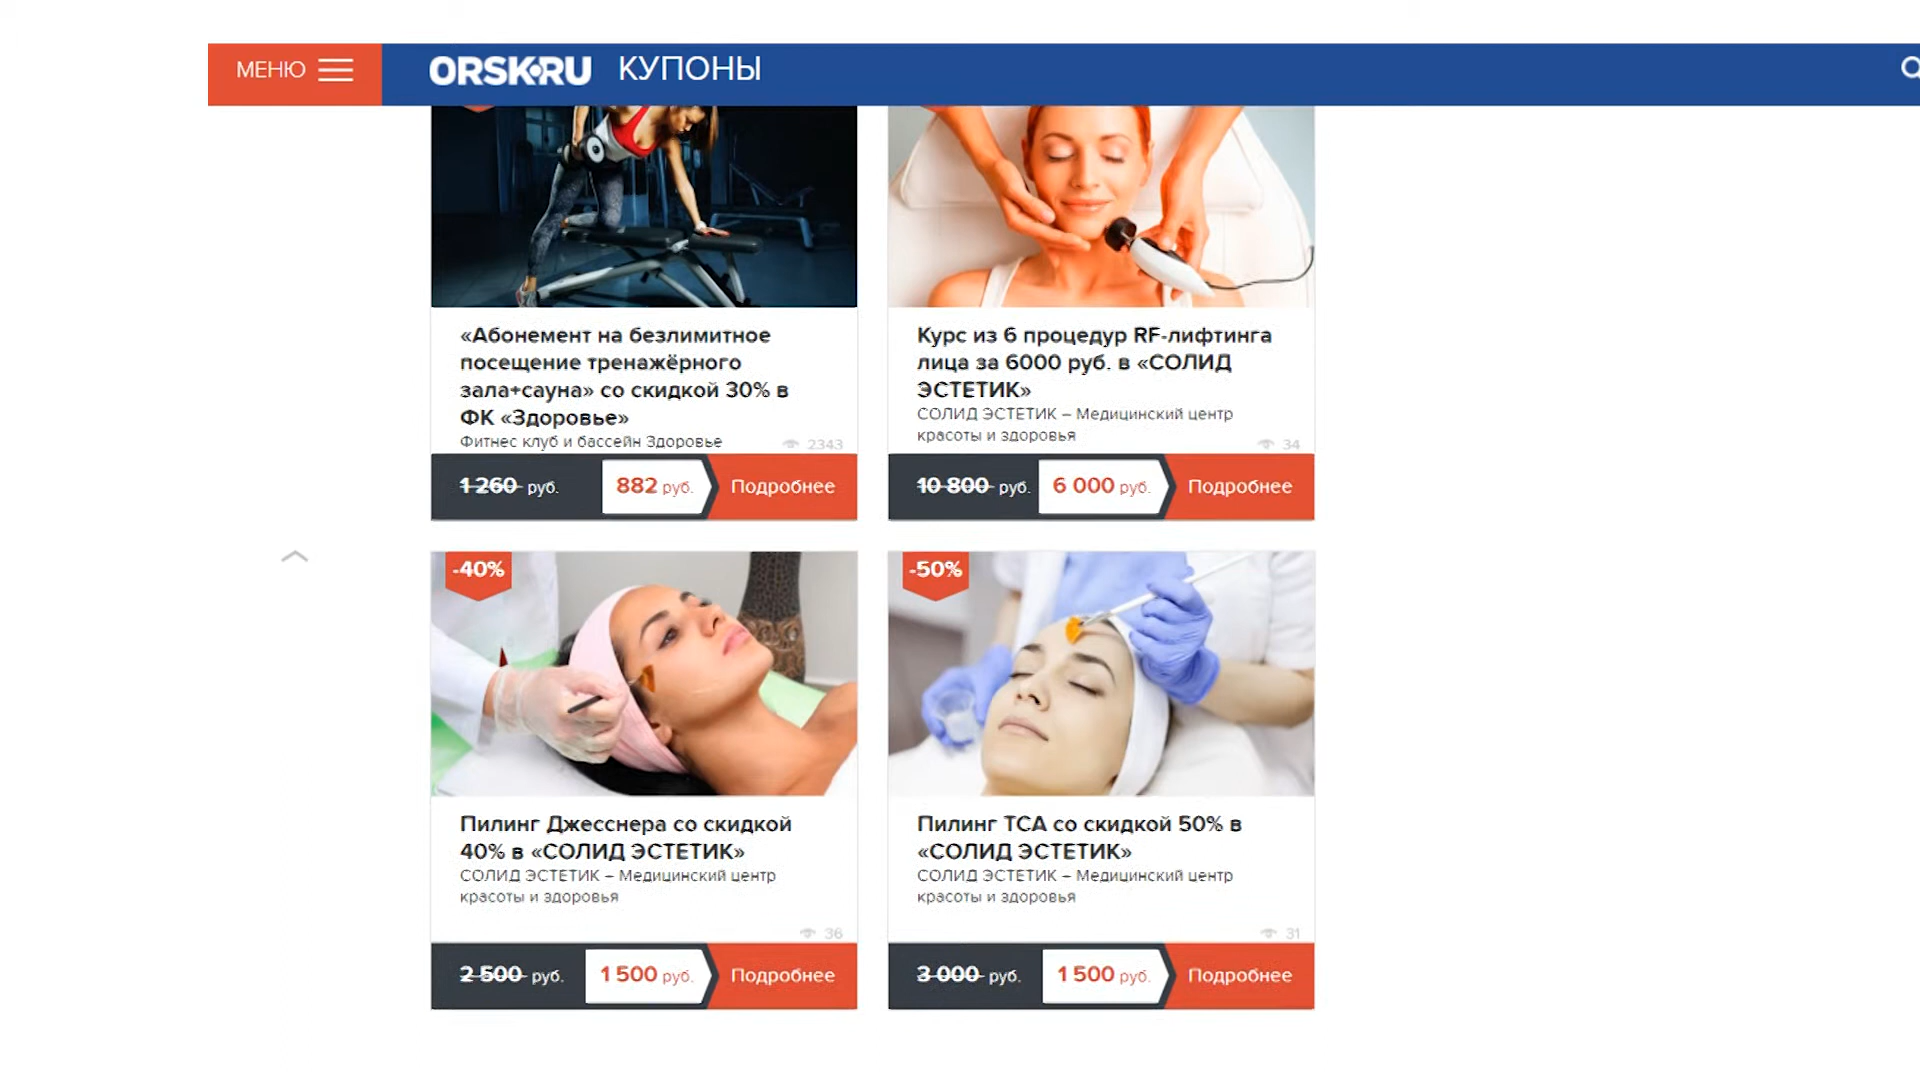 МЕНЮ
ORSK.RU КУПОНЫ
«Абонемент на безлимитное
посещение тренажёрного
зала+сауна» со скидкой 30% в
ФК «Здоровье»
Фитнес клуб и бассейн Здоровье
2343
1 260 руб.
882 руб.
Подробнее
Курс из 6 процедур RF-лифтинга
лица за 6000 руб. в «СОЛИД
ЭСТЕТИК»
СОЛИД ЭСТЕТИК – Медицинский центр
красоты и здоровья
34
10 800 руб.
6 000 руб.
Подробнее
-40%
Пилинг Джесснера со скидкой
40% в «СОЛИД ЭСТЕТИК»
СОЛИД ЭСТЕТИК – Медицинский центр
красоты и здоровья
36
2 500 руб.
1 500 руб.
Подробнее
-50%
Пилинг ТСА со скидкой 50% в
«СОЛИД ЭСТЕТИК»
СОЛИД ЭСТЕТИК – Медицинский центр
красоты и здоровья
31
3 000 руб.
1 500 руб.
Подробнее